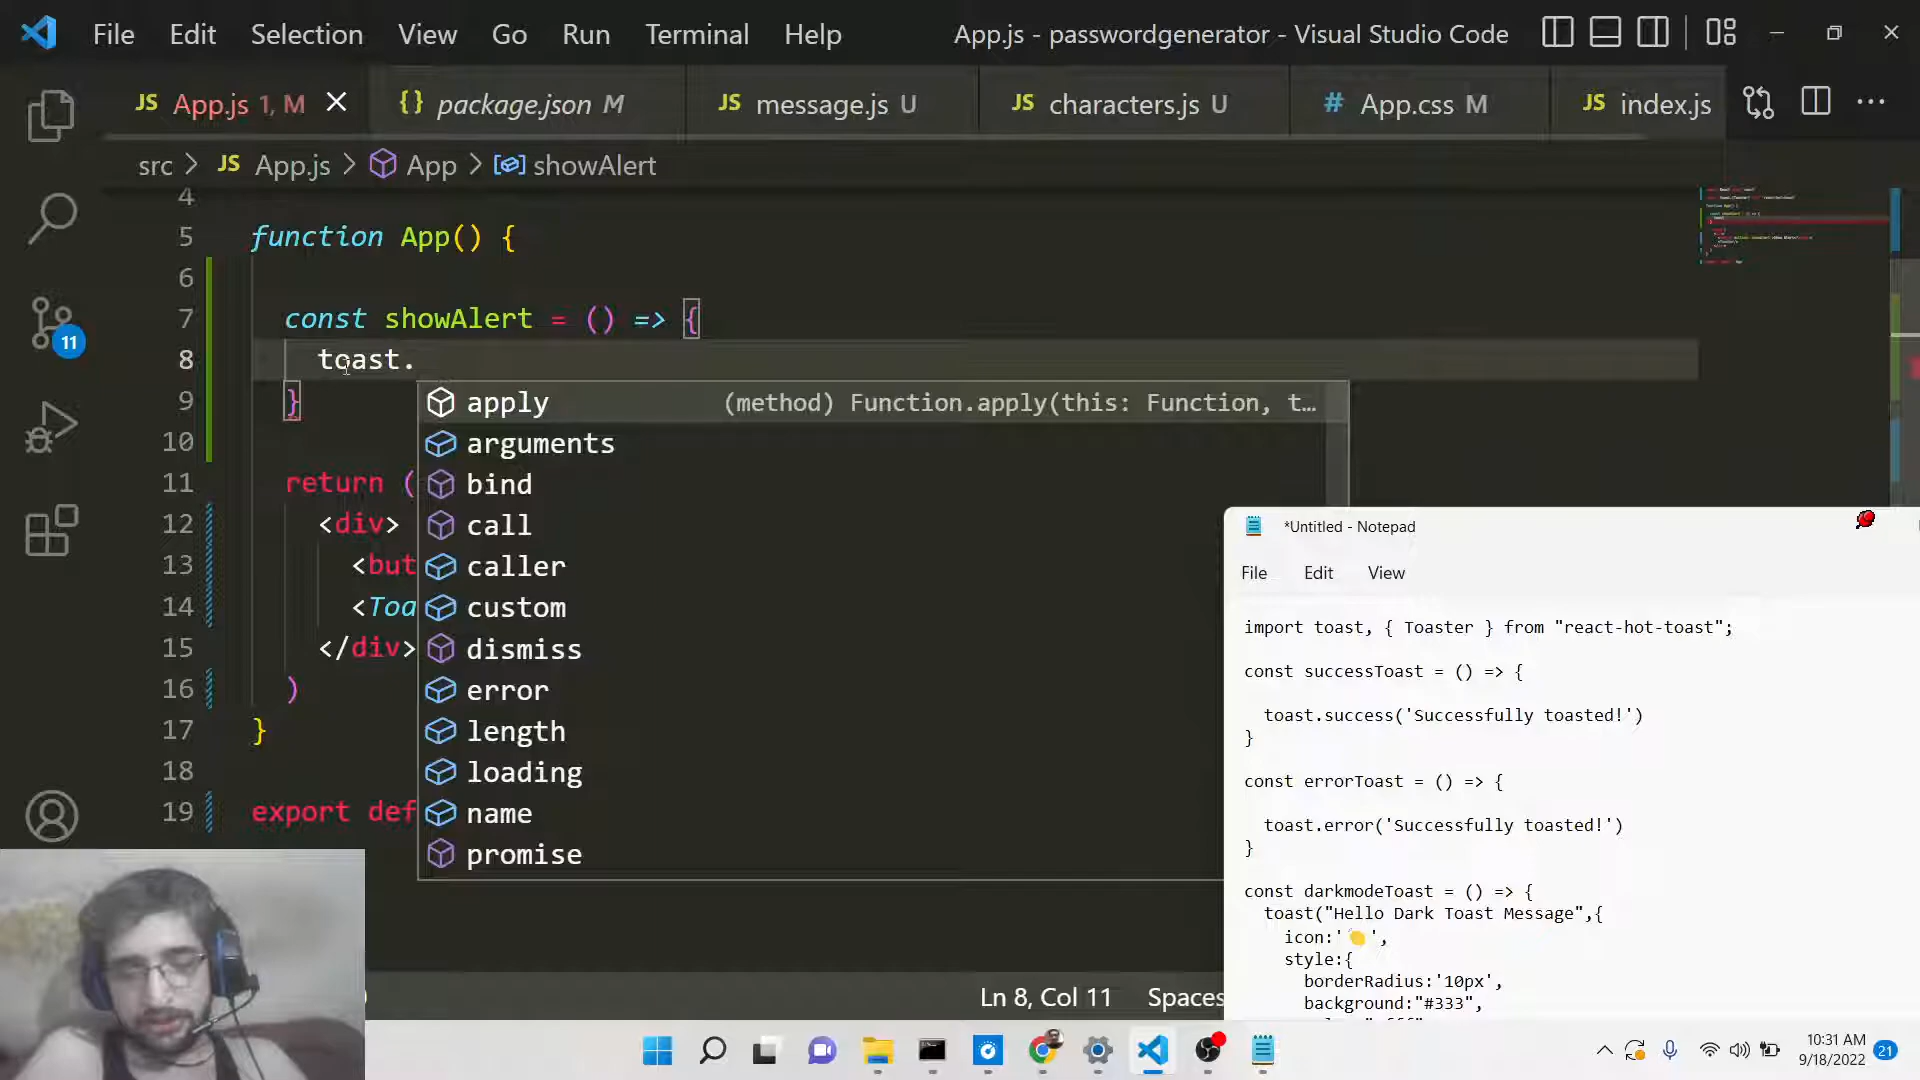 File Edit Selection View Go Run Terminal Help App.js - passwordgenerator - Visual Studio Code
JS App.js 1, M {} package.json M JS message.js U JS characters.js U # App.css M JS index.js
src > JS App.js > App > showAlert
4
5 function App() {
6
7 const showAlert = () => {
8 toast.
9 }
10
11 return (
12 <div>
13 <but
14 <Toa
15 </div>
16 )
17 }
18
19 export def
apply (method) Function.apply(this: Function, t…
arguments
bind
call
caller
custom
dismiss
error
length
loading
name
promise
*Untitled - Notepad
File Edit View
import toast, { Toaster } from "react-hot-toast";
const successToast = () => {
toast.success('Successfully toasted!')
}
const errorToast = () => {
toast.error('Successfully toasted!')
}
const darkmodeToast = () => {
toast("Hello Dark Toast Message",{
icon:'👏',
style:{
borderRadius:'10px',
background:"#333",
Ln 8, Col 11 Spaces
11
10:31 AM
9/18/2022
21